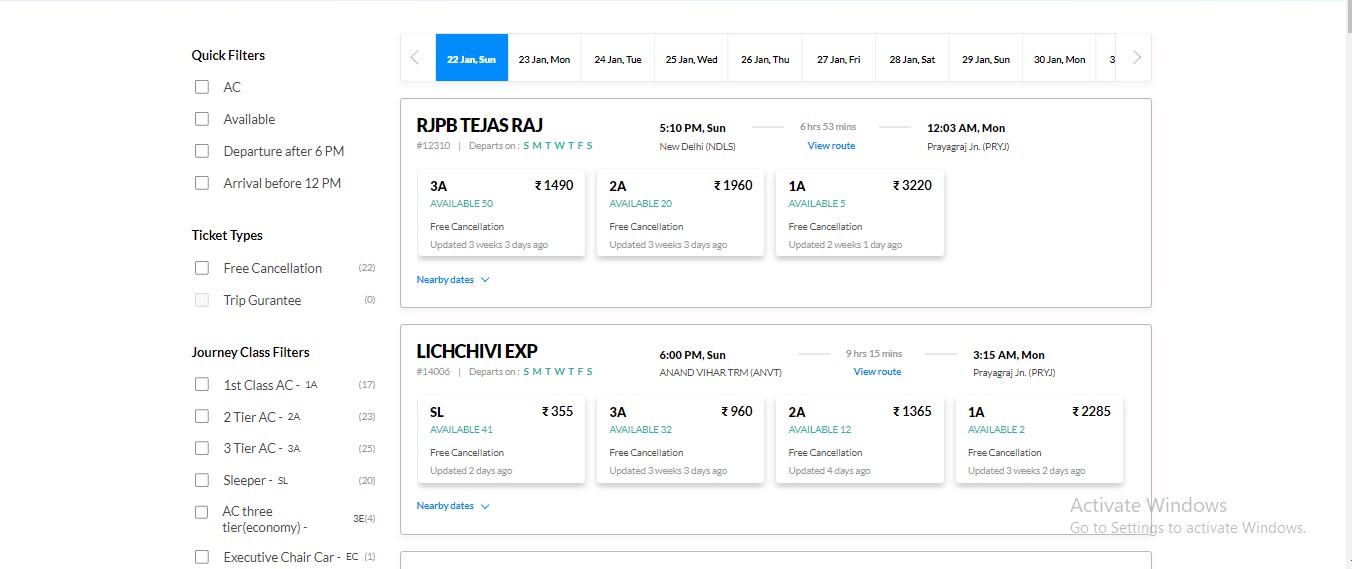 Quick Filters
AC
Available
Departure after 6 PM
Arrival before 12 PM
Ticket Types
Free Cancellation (22)
Trip Gurantee (0)
Journey Class Filters
1st Class AC - 1A (17)
2 Tier AC - 2A (23)
3 Tier AC - 3A (25)
Sleeper - SL (20)
AC three
tier(economy) - 3E(4)
Executive Chair Car - EC (1)
22 Jan, Sun 23 Jan, Mon 24 Jan, Tue 25 Jan, Wed 26 Jan, Thu 27 Jan, Fri 28 Jan, Sat 29 Jan, Sun 30 Jan, Mon 3
RJPB TEJAS RAJ 5:10 PM, Sun 6 hrs 53 mins 12:03 AM, Mon
#12310 | Departs on : S M T W T F S New Delhi (NDLS) View route Prayagraj Jn. (PRYJ)
3A ₹ 1490 2A ₹ 1960 1A ₹ 3220
AVAILABLE 50 AVAILABLE 20 AVAILABLE 5
Free Cancellation Free Cancellation Free Cancellation
Updated 3 weeks 3 days ago Updated 3 weeks 3 days ago Updated 2 weeks 1 day ago
Nearby dates
LICHCHIVI EXP 6:00 PM, Sun 9 hrs 15 mins 3:15 AM, Mon
#14006 | Departs on : S M T W T F S ANAND VIHAR TRM (ANVT) View route Prayagraj Jn. (PRYJ)
SL ₹ 355 3A ₹ 960 2A ₹ 1365 1A ₹ 2285
AVAILABLE 41 AVAILABLE 32 AVAILABLE 12 AVAILABLE 2
Free Cancellation Free Cancellation Free Cancellation Free Cancellation
Updated 2 days ago Updated 3 weeks 3 days ago Updated 4 days ago Updated 3 weeks 2 days ago
Nearby dates
Activate Windows
Go to Settings to activate Windows.